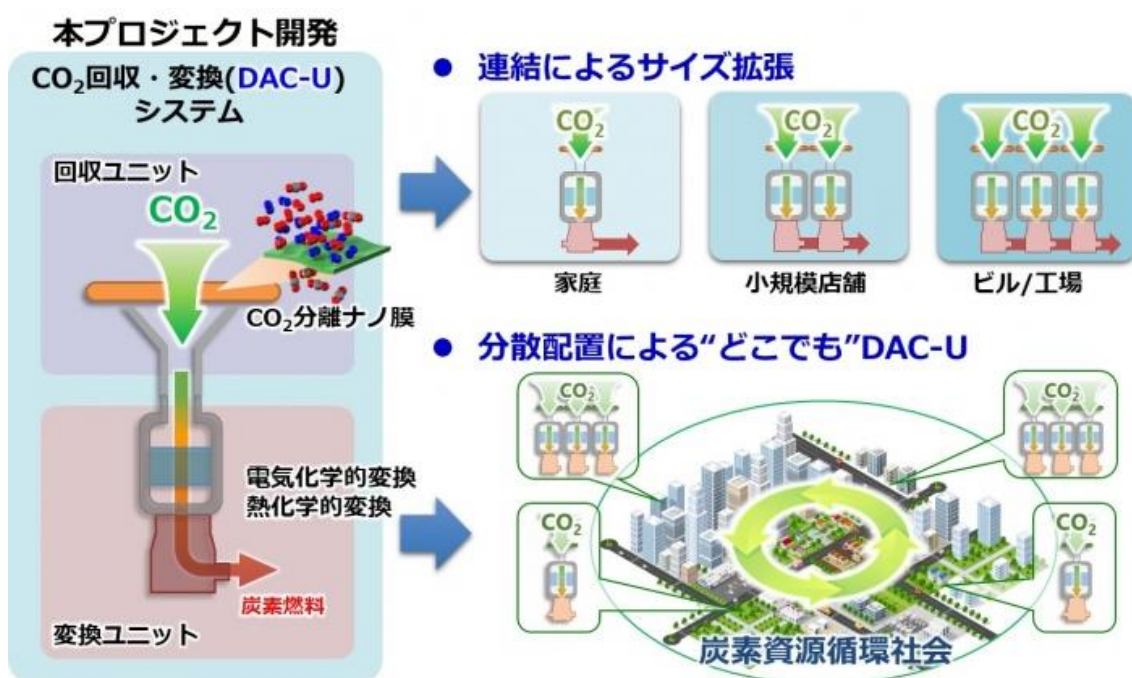 本プロジェクト開発
CO₂回収・変換(DAC-U)
システム
回収ユニット
CO₂
CO₂分離ナノ膜
電気化学的変換
熱化学的変換
炭素燃料
変換ユニット
● 連結によるサイズ拡張
CO₂
CO₂
CO₂
家庭
小規模店舗
ビル/工場
● 分散配置による“どこでも”DAC-U
CO₂
CO₂
CO₂
CO₂
炭素資源循環社会